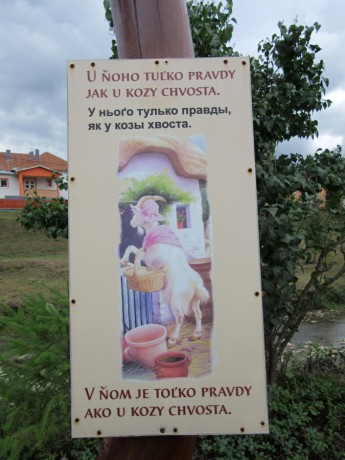 U ŇOHO TUĽKO PRAVDY
JAK U KOZY CHVOSTA.
У нього тулько правды,
як у козы хвоста.
V ŇOM JE TOĽKO PRAVDY
AKO U KOZY CHVOSTA.